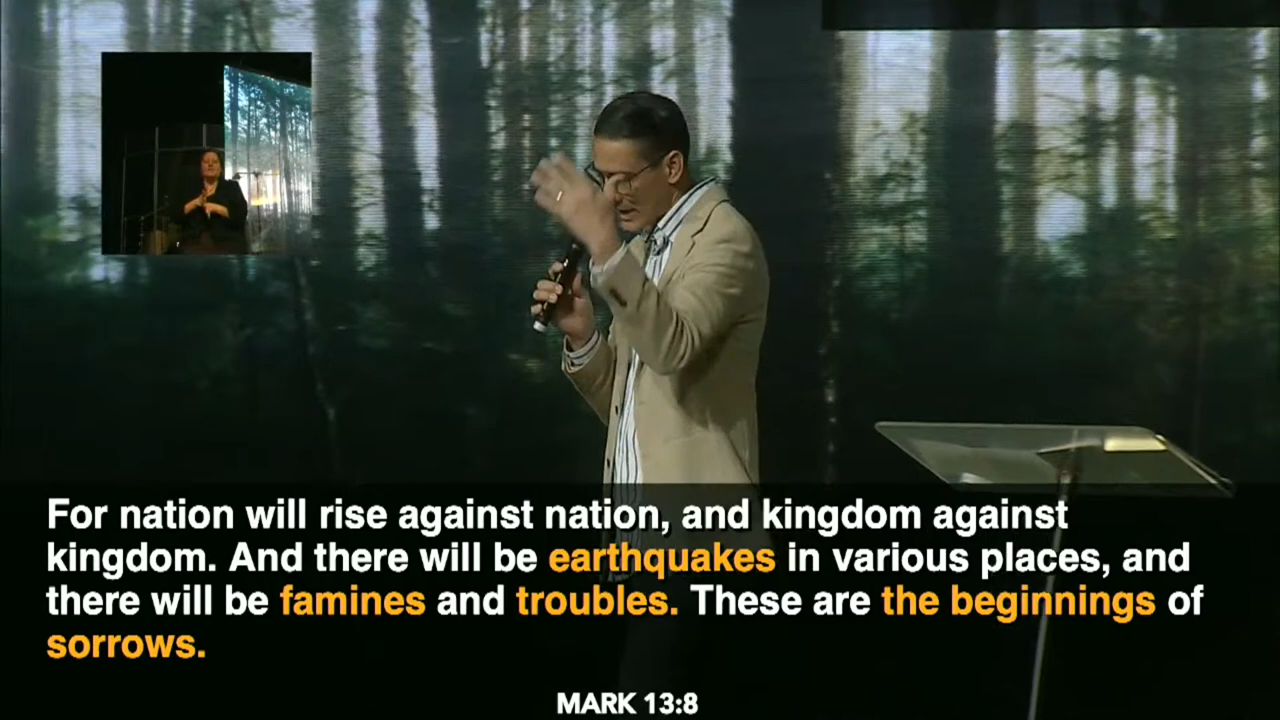 For nation will rise against nation, and kingdom against
kingdom. And there will be earthquakes in various places, and
there will be famines and troubles. These are the beginnings of
sorrows.
MARK 13:8